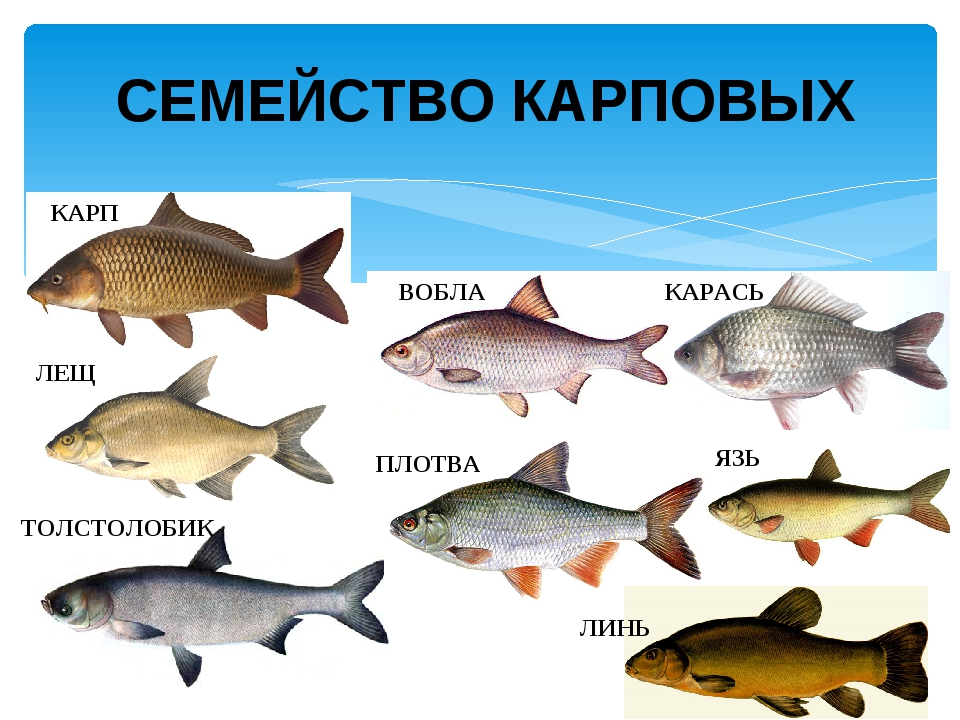 СЕМЕЙСТВО КАРПОВЫХ
КАРП
ВОБЛА
КАРАСЬ
ЛЕЩ
ПЛОТВА
ЯЗЬ
ТОЛСТОЛОБИК
ЛИНЬ